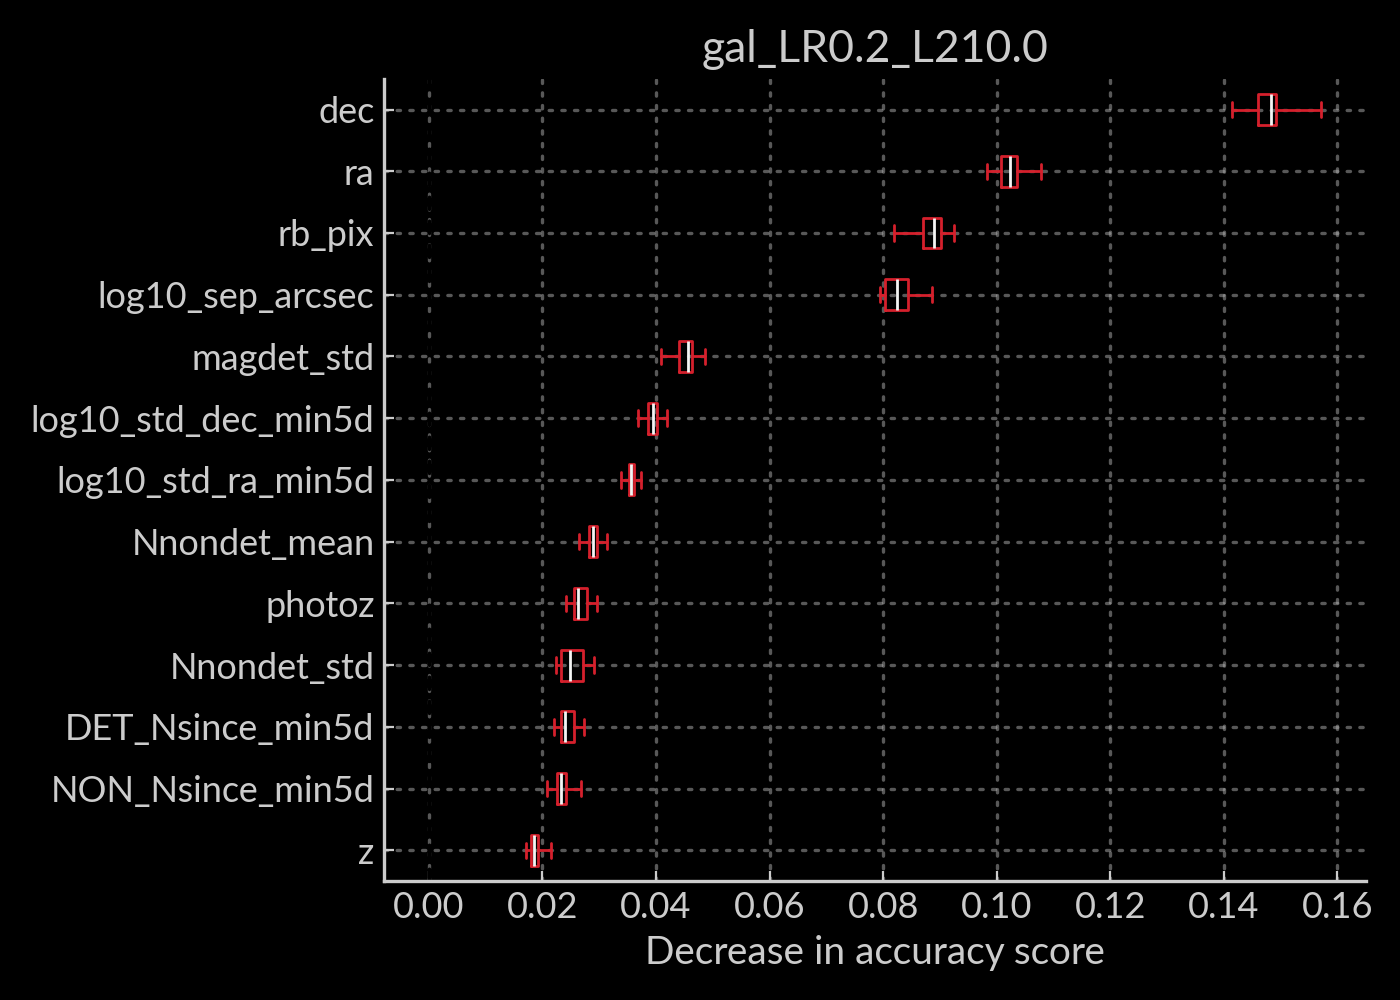 gal_LR0.2_L210.0
dec
ra
rb_pix
log10_sep_arcsec
magdet_std
log10_std_dec_min5d
log10_std_ra_min5d
Nnondet_mean
photoz
Nnondet_std
DET_Nsince_min5d
NON_Nsince_min5d
z
0.00 0.02 0.04 0.06 0.08 0.10 0.12 0.14 0.16
Decrease in accuracy score